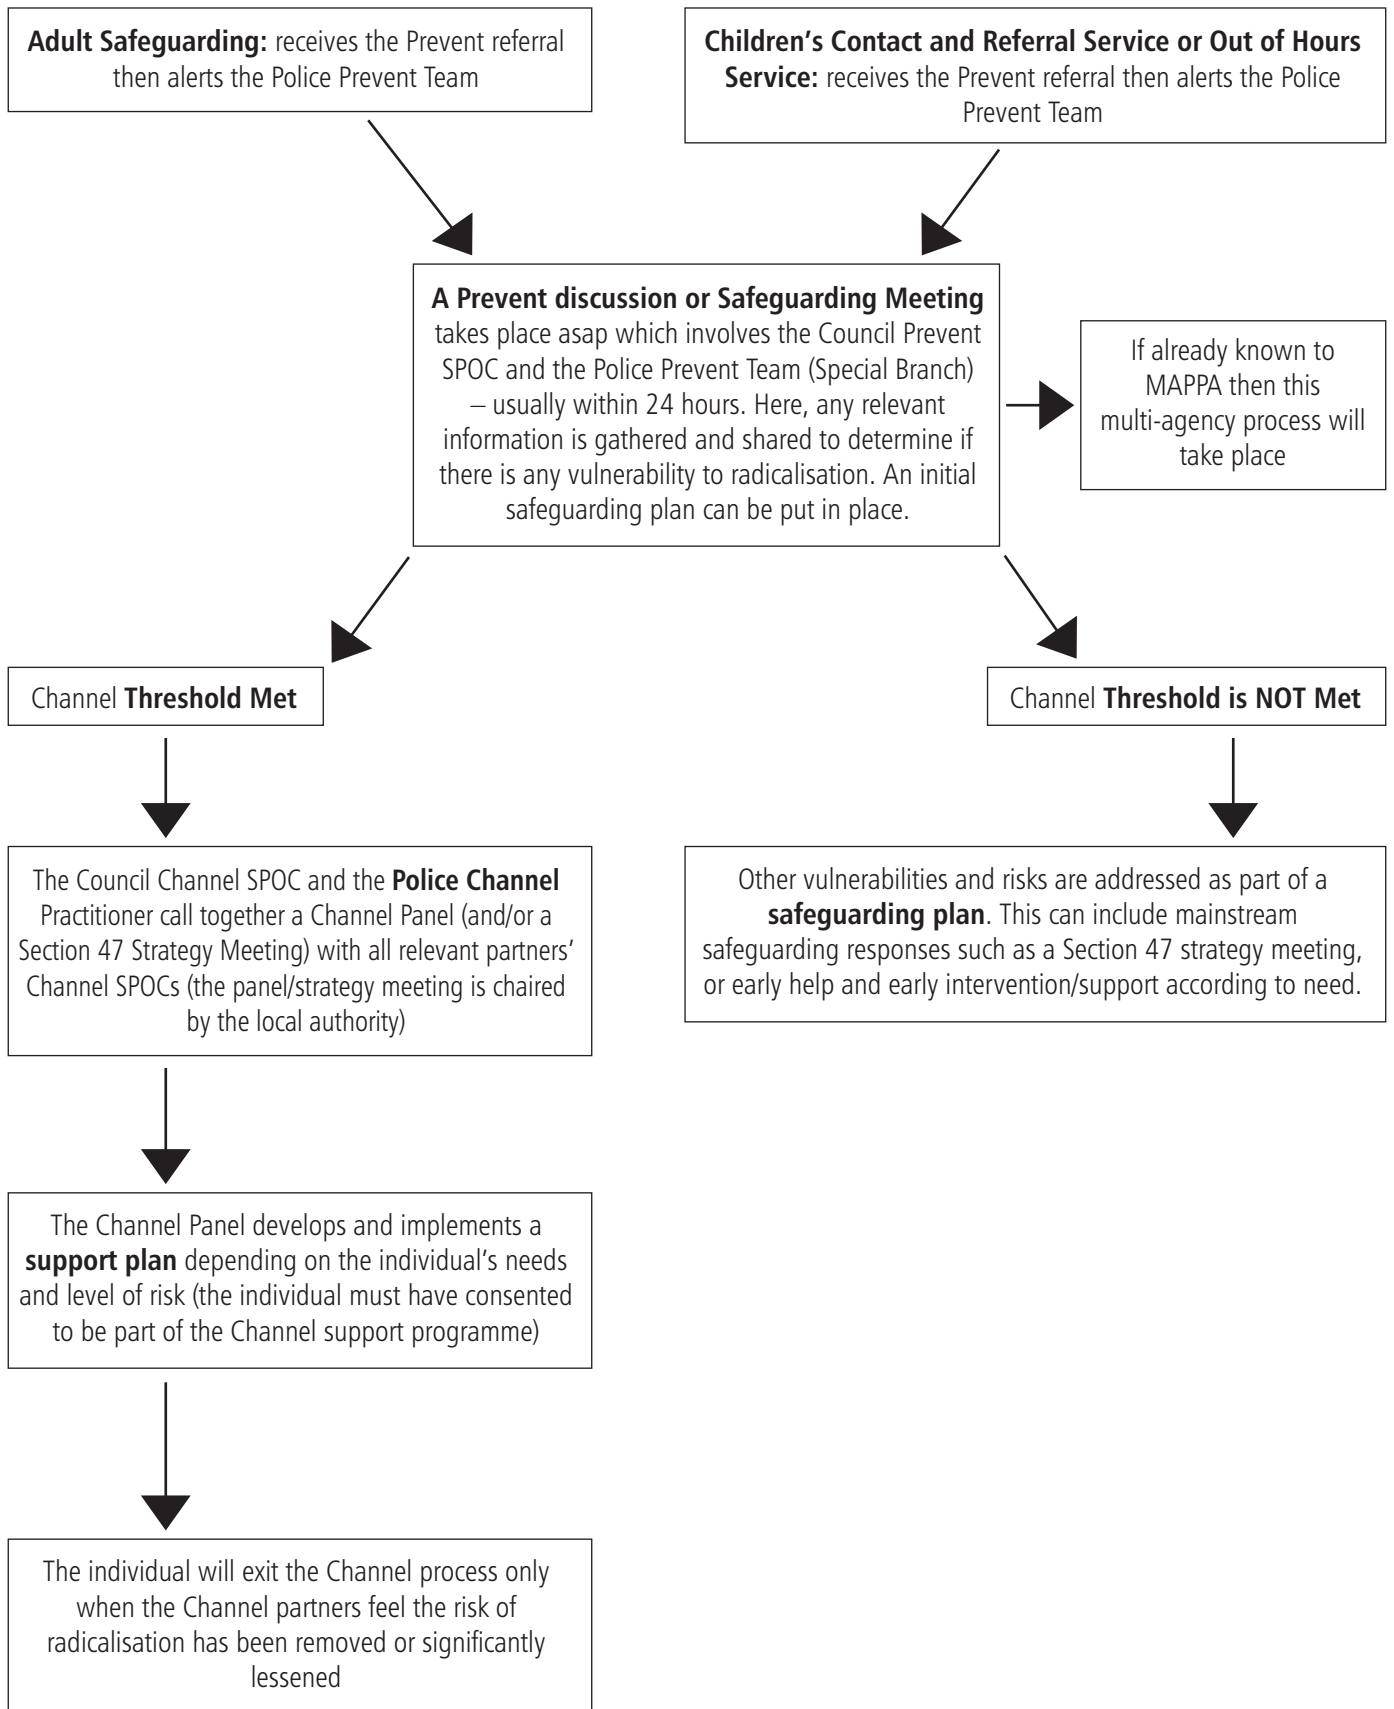 Adult Safeguarding: receives the Prevent referral
then alerts the Police Prevent Team
Children's Contact and Referral Service or Out of Hours
Service: receives the Prevent referral then alerts the Police
Prevent Team
A Prevent discussion or Safeguarding Meeting
takes place asap which involves the Council Prevent
SPOC and the Police Prevent Team (Special Branch)
– usually within 24 hours. Here, any relevant
information is gathered and shared to determine if
there is any vulnerability to radicalisation. An initial
safeguarding plan can be put in place.
If already known to
MAPPA then this
multi-agency process will
take place
Channel Threshold Met
Channel Threshold is NOT Met
The Council Channel SPOC and the Police Channel
Practitioner call together a Channel Panel (and/or a
Section 47 Strategy Meeting) with all relevant partners'
Channel SPOCs (the panel/strategy meeting is chaired
by the local authority)
Other vulnerabilities and risks are addressed as part of a
safeguarding plan. This can include mainstream
safeguarding responses such as a Section 47 strategy meeting,
or early help and early intervention/support according to need.
The Channel Panel develops and implements a
support plan depending on the individual's needs
and level of risk (the individual must have consented
to be part of the Channel support programme)
The individual will exit the Channel process only
when the Channel partners feel the risk of
radicalisation has been removed or significantly
lessened